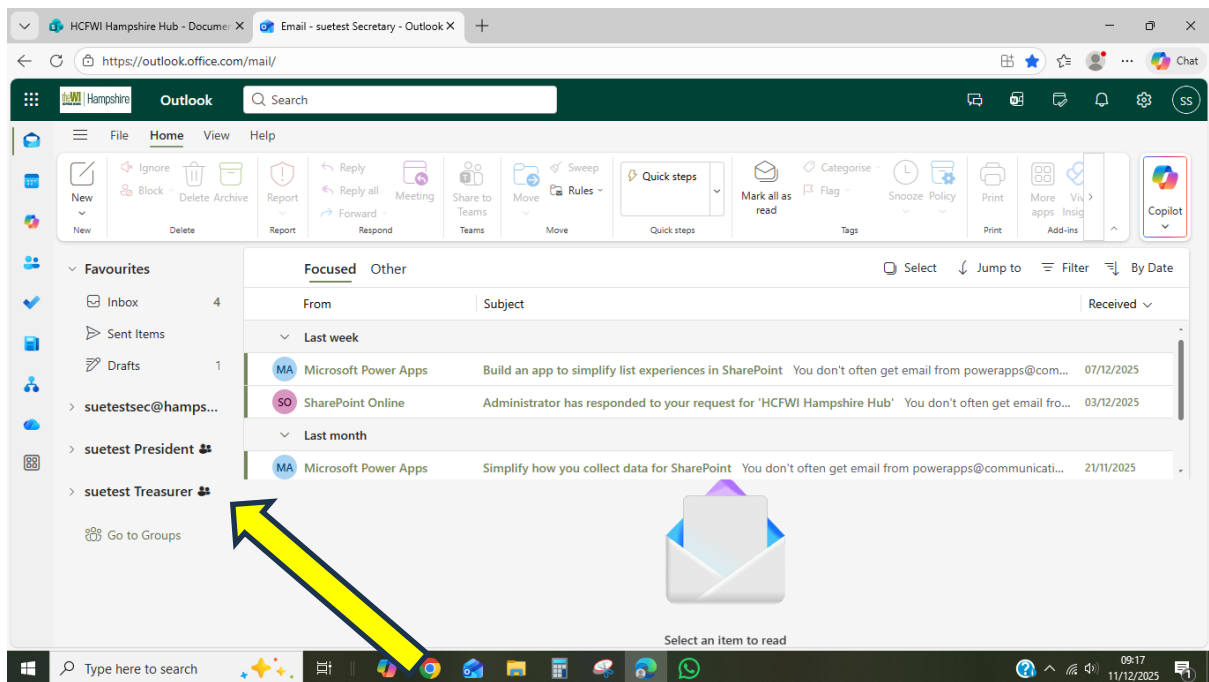 HCFWI Hampshire Hub - Documen
Email - suetest Secretary - Outlook
https://outlook.office.com/mail/
Chat
theWI Hampshire
Outlook
Search
SS
File Home View Help
New
Ignore
Block
Delete Archive
Report
Reply
Reply all
Forward
Meeting
Share to Teams
Move
Sweep
Rules
Quick steps
Mark all as read
Categorise
Flag
Snooze Policy
Print
More apps
Viv Insig
Copilot
New Delete Report Respond Teams Move Quick steps Tags Print Add-ins
Favourites
Inbox 4
Sent Items
Drafts 1
suetestsec@hamps...
suetest President
suetest Treasurer
Go to Groups
Focused Other
Select Jump to Filter By Date
From Subject Received
Last week
MA Microsoft Power Apps Build an app to simplify list experiences in SharePoint You don't often get email from powerapps@com... 07/12/2025
SO SharePoint Online Administrator has responded to your request for 'HCFWI Hampshire Hub' You don't often get email fro... 03/12/2025
Last month
MA Microsoft Power Apps Simplify how you collect data for SharePoint You don't often get email from powerapps@communicati... 21/11/2025
Select an item to read
Type here to search
09:17
11/12/2025
1